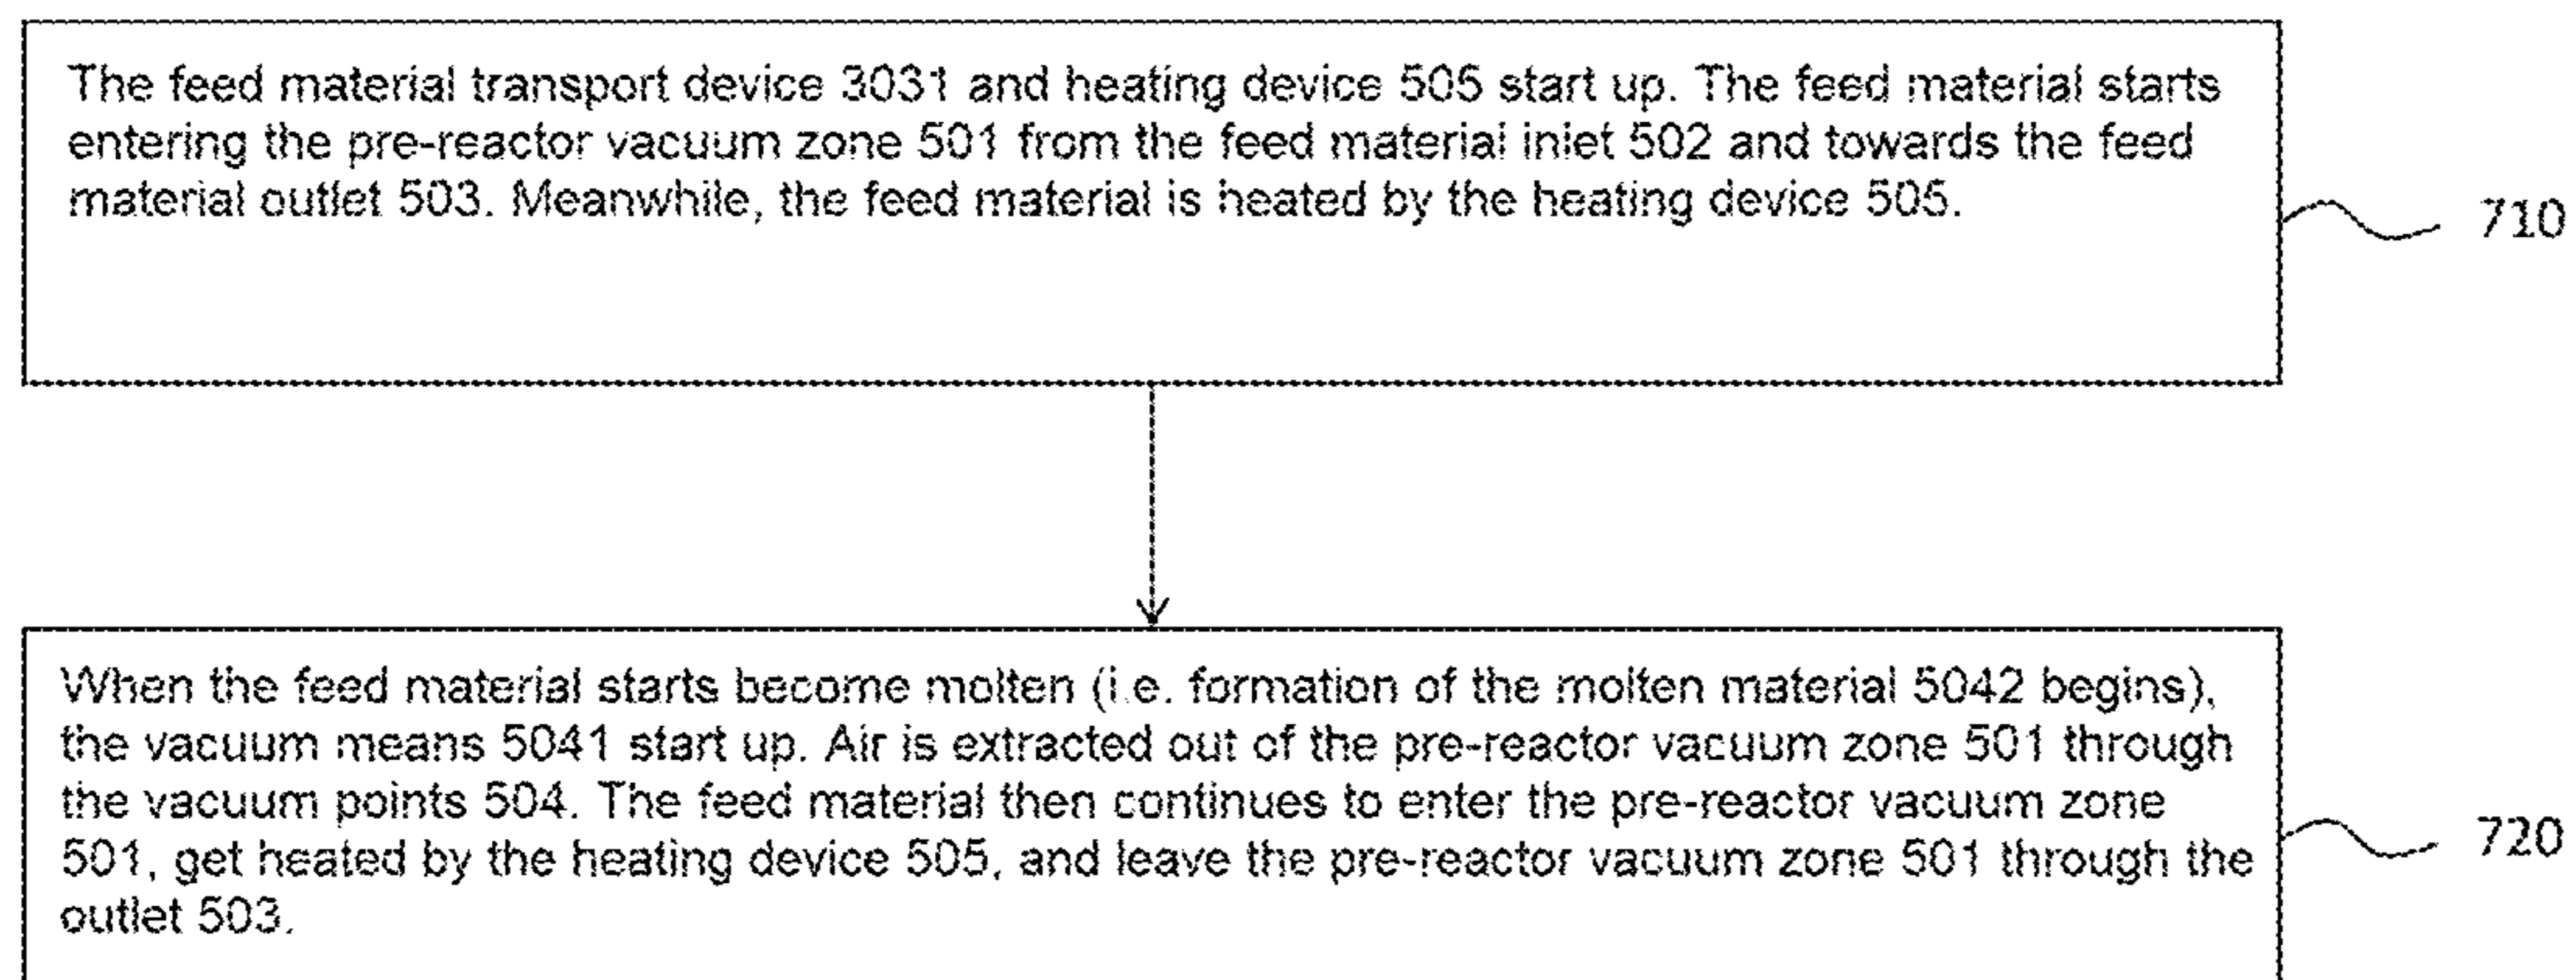 The feed material transport device 3031 and heating device 505 start up. The feed material starts
entering the pre-reactor vacuum zone 501 from the feed material inlet 502 and towards the feed
material outlet 503. Meanwhile, the feed material is heated by the heating device 505.
710
When the feed material starts become molten (i.e. formation of the molten material 5042 begins),
the vacuum means 5041 start up. Air is extracted out of the pre-reactor vacuum zone 501 through
the vacuum points 504. The feed material then continues to enter the pre-reactor vacuum zone
501, get heated by the heating device 505, and leave the pre-reactor vacuum zone 501 through the
outlet 503.
720